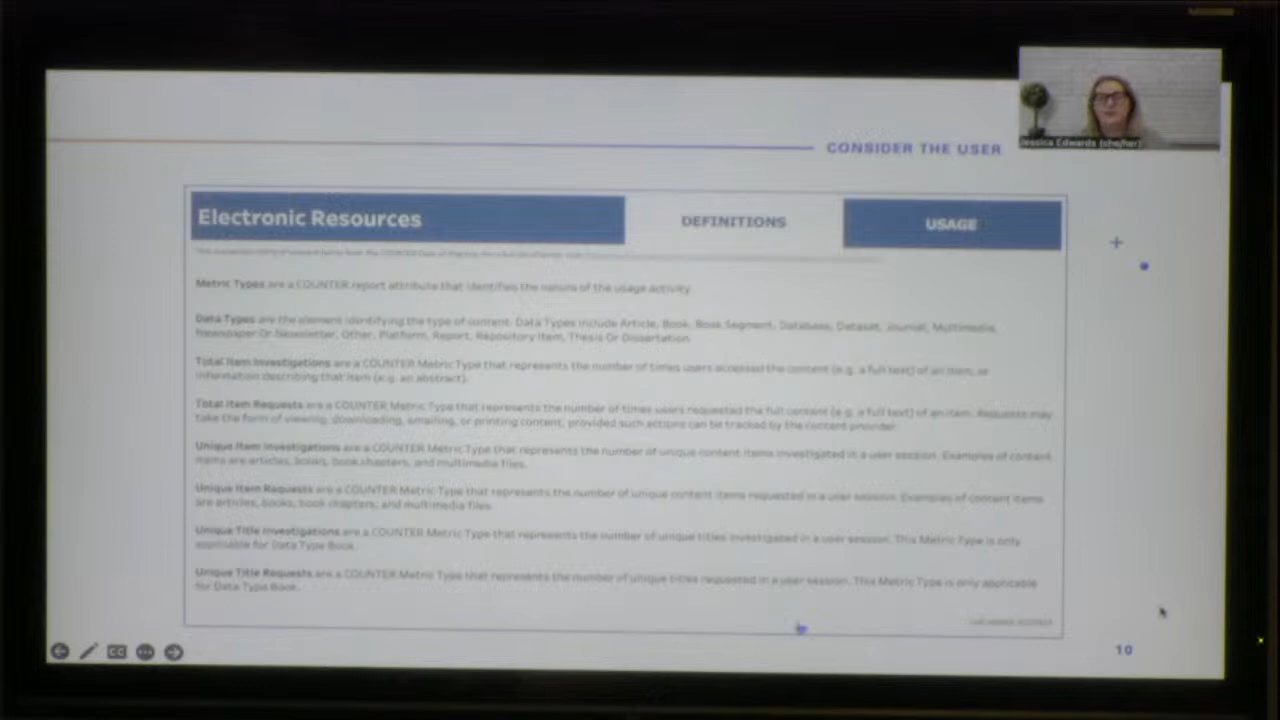 Jessica Edwards (she/her)
CONSIDER THE USER
Electronic Resources
DEFINITIONS
USAGE
Metric Types are a COUNTER report attribute that identifies the nature of the usage activity.
Data Types are the element identifying the type of content. Data Types include Article, Book, Book Segment, Database, Dataset, Journal, Multimedia,
Newspaper Or Newsletter, Other, Platform, Report, Repository Item, Thesis Or Dissertation.
Total Item Investigations are a COUNTER Metric Type that represents the number of times users accessed the content (e.g. a full text) of an item, or
information describing that item (e.g. an abstract).
Total Item Requests are a COUNTER Metric Type that represents the number of times users requested the full content (e.g. a full text) of an item. Requests may
take the form of viewing, downloading, emailing, or printing content, provided such actions can be tracked by the content provider.
Unique Item Investigations are a COUNTER Metric Type that represents the number of unique content items investigated in a user session. Examples of content
items are articles, books, book chapters, and multimedia files.
Unique Item Requests are a COUNTER Metric Type that represents the number of unique content items requested in a user session. Examples of content items
are articles, books, book chapters, and multimedia files.
Unique Title Investigations are a COUNTER Metric Type that represents the number of unique titles investigated in a user session. This Metric Type is only
applicable for Data Type Book.
Unique Title Requests are a COUNTER Metric Type that represents the number of unique titles requested in a user session. This Metric Type is only applicable
for Data Type Book.
CC
10